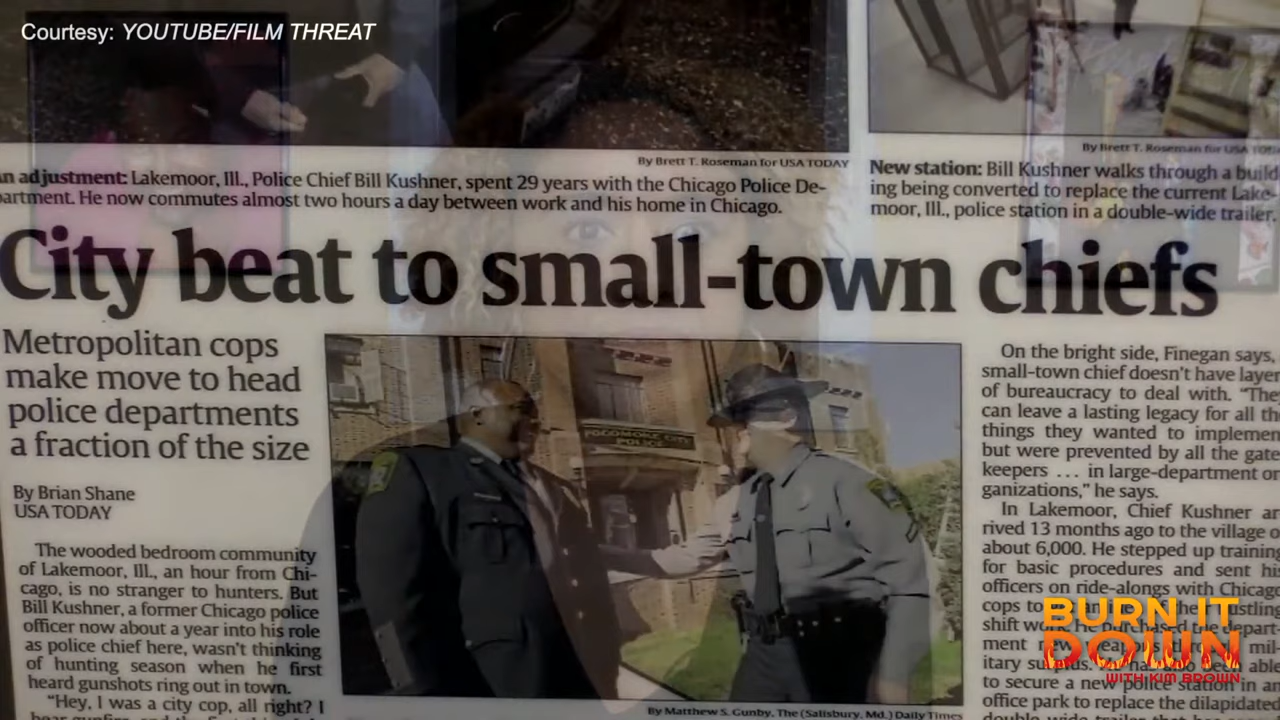 Courtesy: YOUTUBE/FILM THREAT
By Brett T. Roseman for USA TODAY
an adjustment: Lakemoor, Ill., Police Chief Bill Kushner, spent 29 years with the Chicago Police De-
partment. He now commutes almost two hours a day between work and his home in Chicago.
By Brett T. Roseman for USA TODAY
New station: Bill Kushner walks through a build-
ing being converted to replace the current Lake-
moor, Ill., police station in a double-wide trailer.
City beat to small-town chiefs
Metropolitan cops
make move to head
police departments
a fraction of the size
By Brian Shane
USA TODAY
The wooded bedroom community
of Lakemoor, Ill., an hour from Chi-
cago, is no stranger to hunters. But
Bill Kushner, a former Chicago police
officer now about a year into his role
as police chief here, wasn't thinking
of hunting season when he first
heard gunshots ring out in town.
"Hey, I was a city cop, all right? I
POCOMOKE CITY
POLICE
By Matthew S. Gunby, The (Salisbury, Md.) Daily Times
On the bright side, Finegan says,
small-town chief doesn't have layer
of bureaucracy to deal with. "They
can leave a lasting legacy for all th
things they wanted to implemen
but were prevented by all the gate
keepers ... in large-department or
ganizations," he says.
In Lakemoor, Chief Kushner ar
rived 13 months ago to the village o
about 6,000. He stepped up training
for basic procedures and sent his
officers on ride-alongs with Chicago
cops to the
shift the depart-
ment mil-
itary surplus. able
to secure a new police station in an
office park to replace the dilapidated
BURN IT
DOWN
WITH KIM BROWN